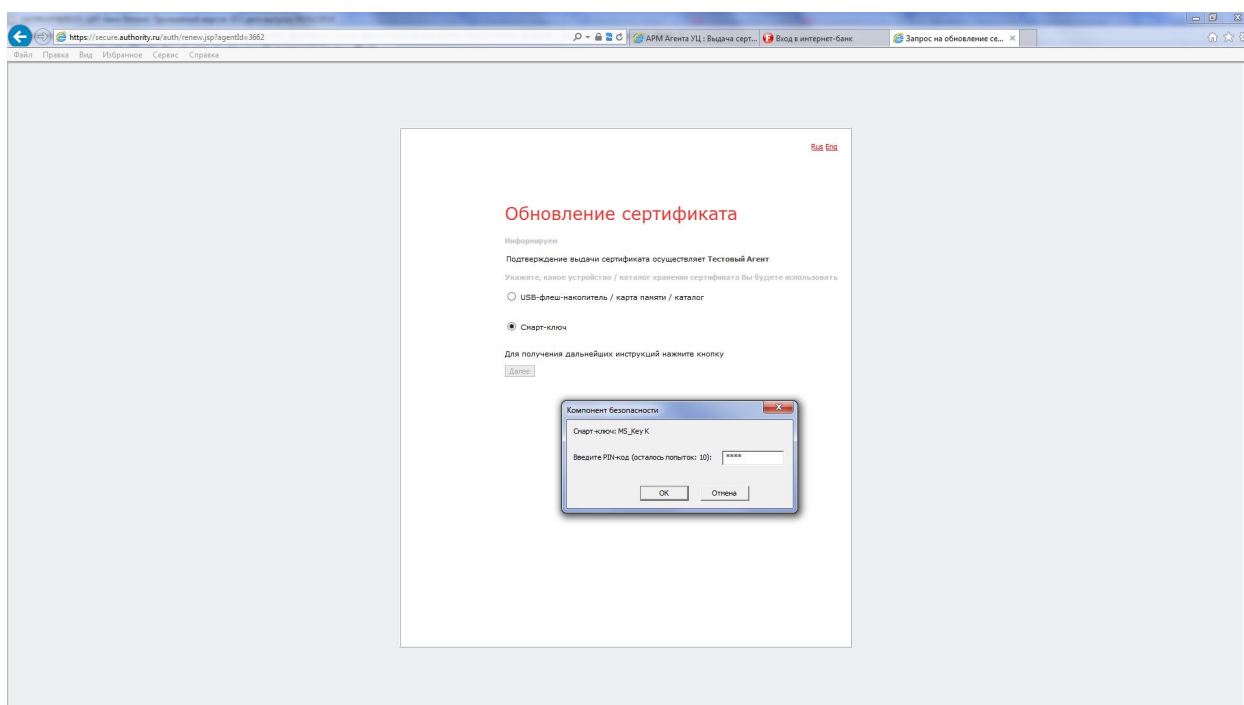 https://secure.authority.ru/auth/renew.jsp?agentId=3662
АРМ Агента УЦ : Выдача серт...
Вход в интернет-банк
Запрос на обновление се...
Файл Правка Вид Избранное Сервис Справка
Rus Eng
Обновление сертификата
Информируем
Подтверждение выдачи сертификата осуществляет Тестовый Агент
Укажите, какое устройство / каталог хранения сертификата Вы будете использовать
USB-флеш-накопитель / карта памяти / каталог
Смарт-ключ
Для получения дальнейших инструкций нажмите кнопку
Далее
Компонент безопасности
Смарт-ключ: MS_Key K
Введите PIN-код (осталось попыток: 10): ****
ОК Отмена